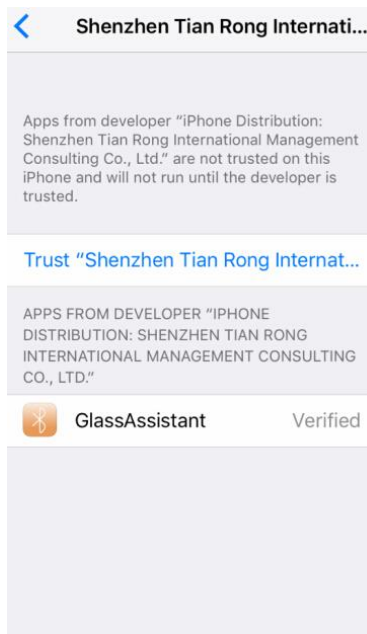 Shenzhen Tian Rong Internati...
Apps from developer “iPhone Distribution:
Shenzhen Tian Rong International Management
Consulting Co., Ltd.” are not trusted on this
iPhone and will not run until the developer is
trusted.
Trust “Shenzhen Tian Rong Internat...
APPS FROM DEVELOPER “IPHONE
DISTRIBUTION: SHENZHEN TIAN RONG
INTERNATIONAL MANAGEMENT CONSULTING
CO., LTD.”
GlassAssistant Verified